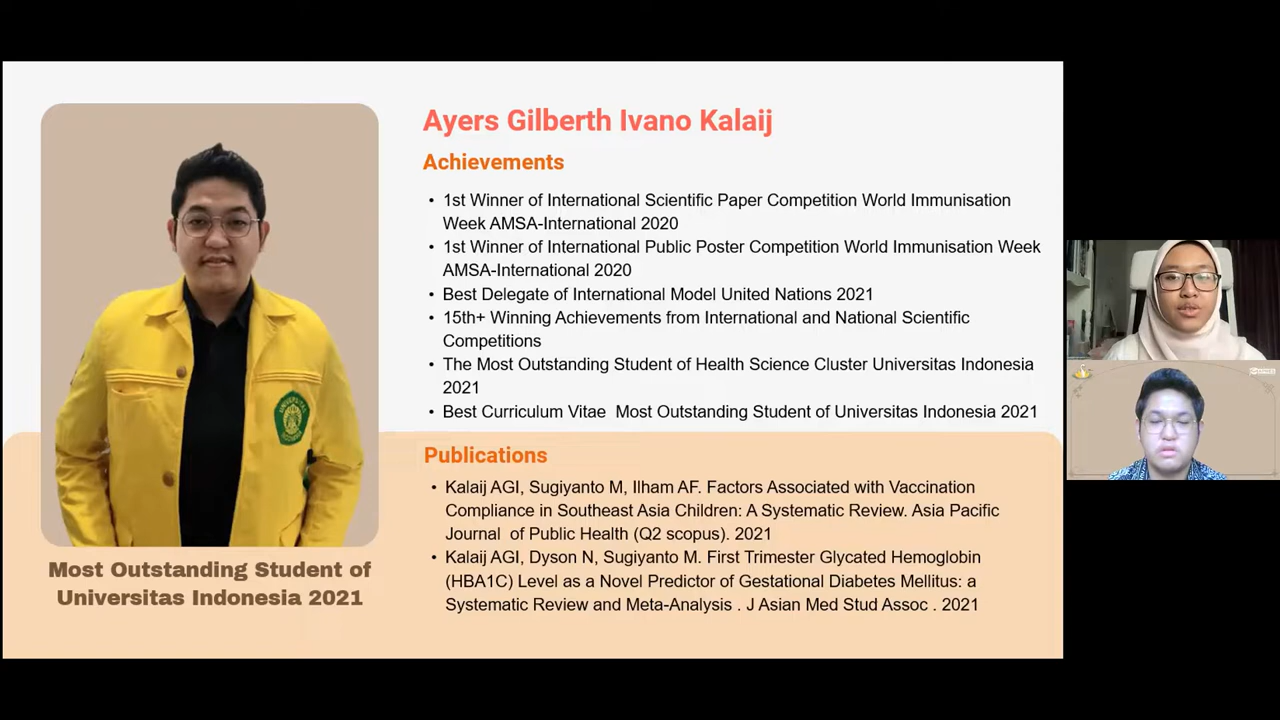 Ayers Gilberth Ivano Kalaij
Achievements
• 1st Winner of International Scientific Paper Competition World Immunisation
Week AMSA-International 2020
• 1st Winner of International Public Poster Competition World Immunisation Week
AMSA-International 2020
• Best Delegate of International Model United Nations 2021
• 15th+ Winning Achievements from International and National Scientific
Competitions
• The Most Outstanding Student of Health Science Cluster Universitas Indonesia
2021
• Best Curriculum Vitae Most Outstanding Student of Universitas Indonesia 2021
Publications
• Kalaij AGI, Sugiyanto M, Ilham AF. Factors Associated with Vaccination
Compliance in Southeast Asia Children: A Systematic Review. Asia Pacific
Journal of Public Health (Q2 scopus). 2021
• Kalaij AGI, Dyson N, Sugiyanto M. First Trimester Glycated Hemoglobin
(HBA1C) Level as a Novel Predictor of Gestational Diabetes Mellitus: a
Systematic Review and Meta-Analysis . J Asian Med Stud Assoc . 2021
UNIVERSITAS
INDONESIA
Most Outstanding Student of
Universitas Indonesia 2021